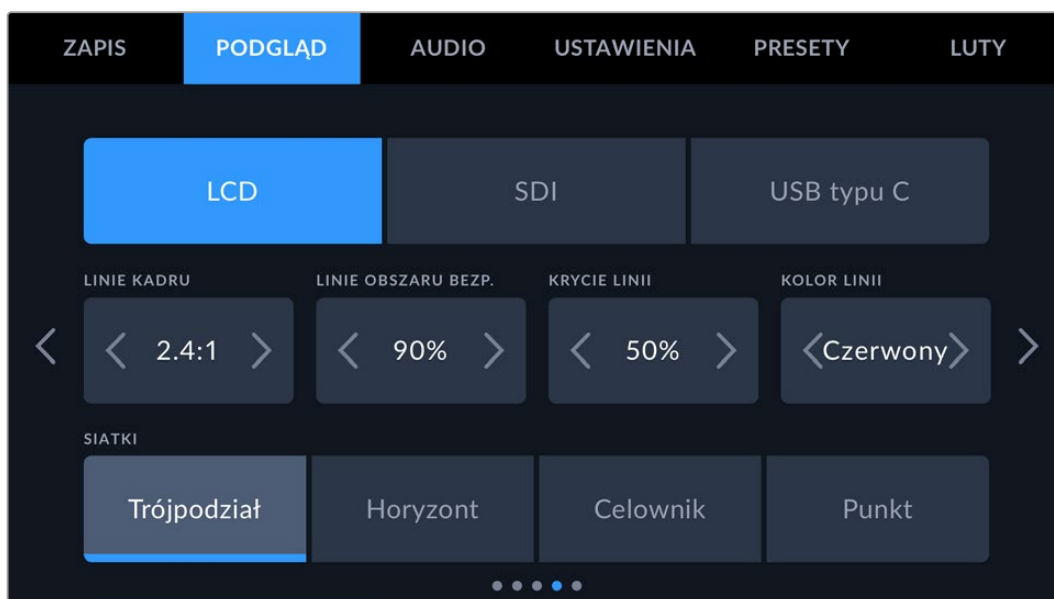 ZAPIS PODGLĄD AUDIO USTAWIENIA PRESETY LUTY
LCD SDI USB typu C
LINIE KADRU LINIE OBSZARU BEZP. KRYCIE LINII KOLOR LINII
2.4:1 90% 50% Czerwony
SIATKI
Trójpodział Horyzont Celownik Punkt